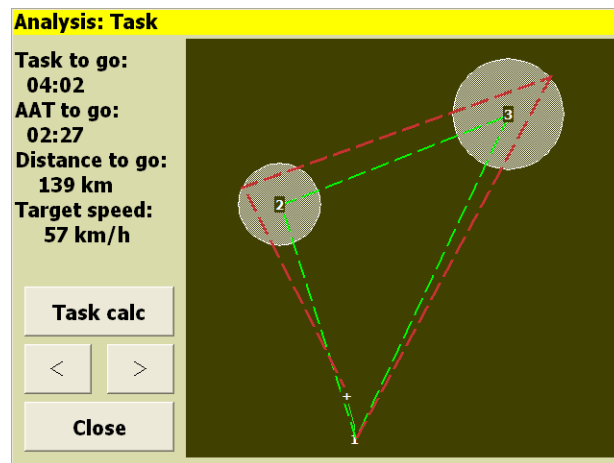 Analysis: Task
Task to go:
04:02
AAT to go:
02:27
Distance to go:
139 km
Target speed:
57 km/h
Task calc
< >
Close
3
2
1